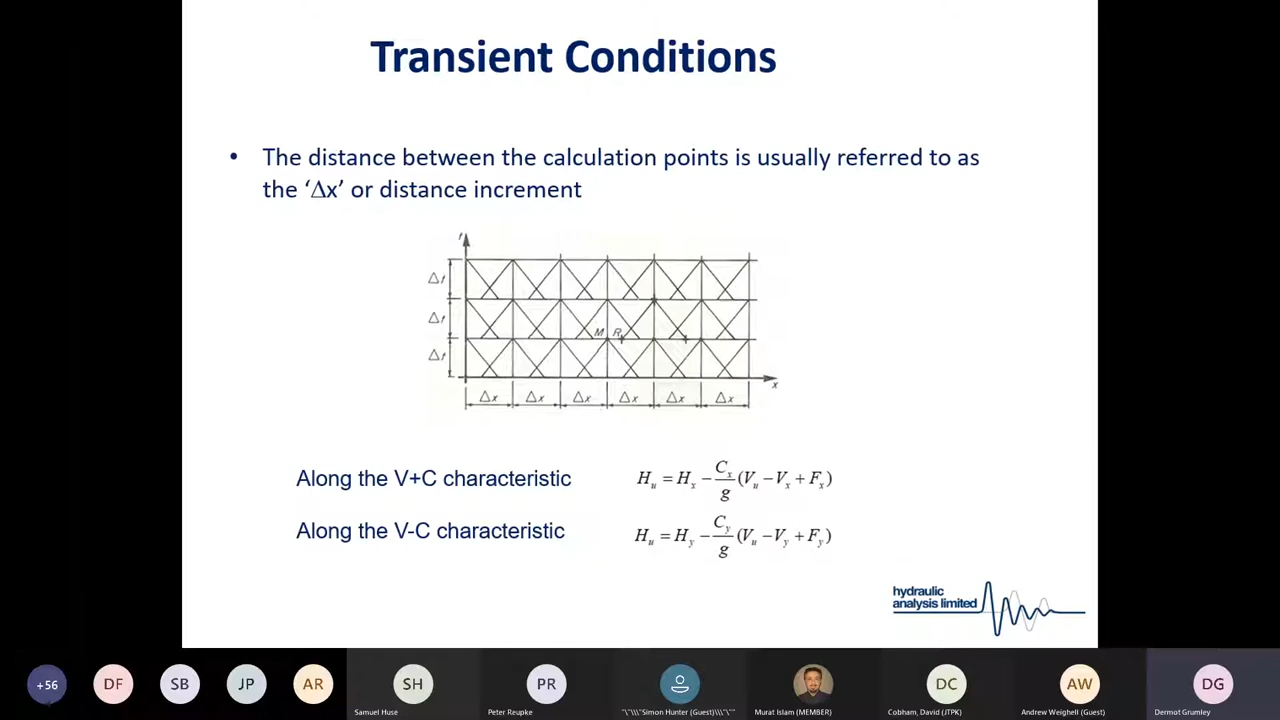 Transient Conditions
• The distance between the calculation points is usually referred to as
the ‘Δx’ or distance increment
t
Δt
Δt
M R
Δt
x
Δx Δx Δx Δx Δx Δx
Along the V+C characteristic
H_u = H_x − C_x/g (V_u − V_x + F_x)
Along the V-C characteristic
H_u = H_y − C_y/g (V_u − V_y + F_y)
hydraulic
analysis limited
+56 DF SB JP AR SH PR DC AW DG
Samuel Huse Peter Reupke "\"\\\"Simon Hunter (Guest)\\\"\"" Murat Islam (MEMBER) Cobham, David (JTPK) Andrew Weighell (Guest) Dermot Grumley